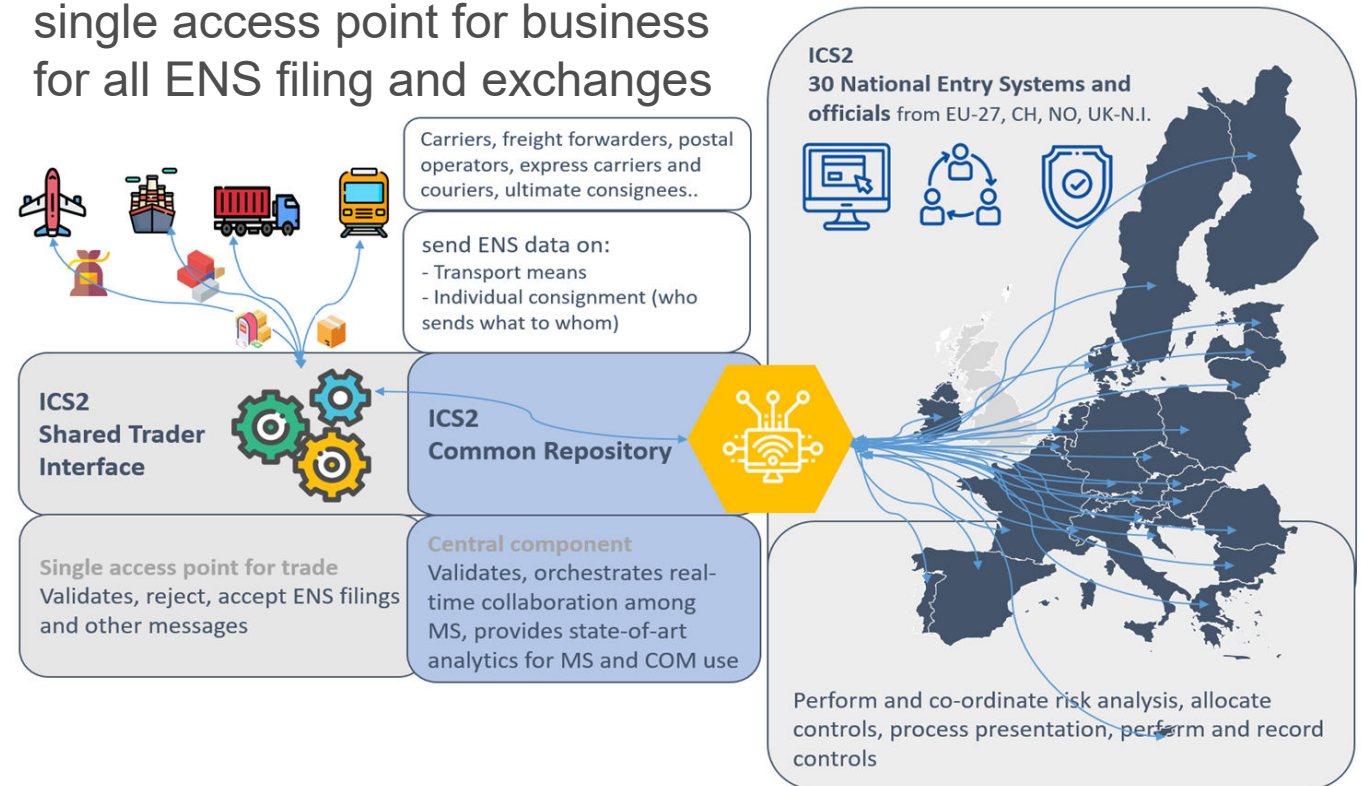 single access point for business
for all ENS filing and exchanges
Carriers, freight forwarders, postal
operators, express carriers and
couriers, ultimate consignees..
send ENS data on:
- Transport means
- Individual consignment (who
sends what to whom)
ICS2
Shared Trader
Interface
ICS2
Common Repository
Single access point for trade
Validates, reject, accept ENS filings
and other messages
Central component
Validates, orchestrates real-
time collaboration among
MS, provides state-of-art
analytics for MS and COM use
ICS2
30 National Entry Systems and
officials from EU-27, CH, NO, UK-N.I.
Perform and co-ordinate risk analysis, allocate
controls, process presentation, perform and record
controls